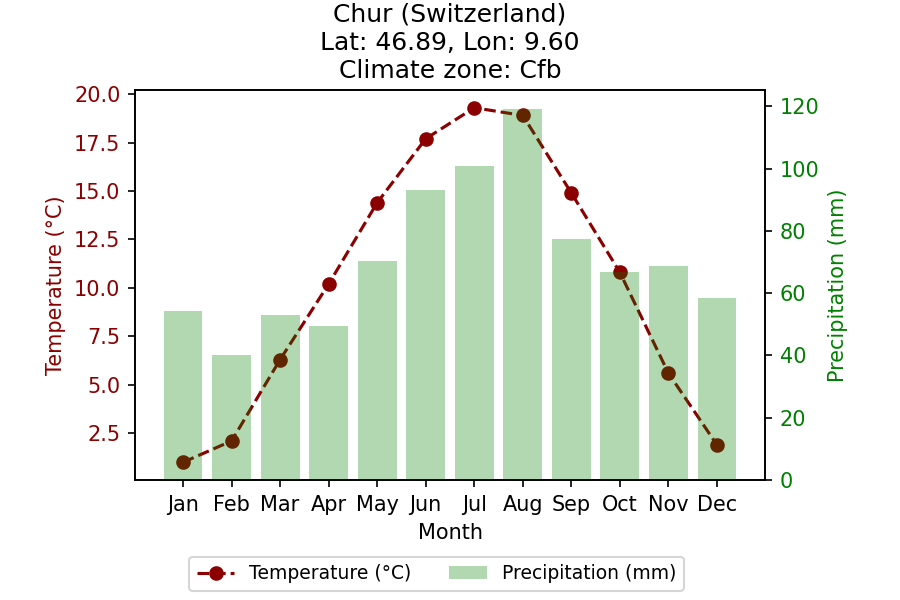 Chur (Switzerland)
Lat: 46.89, Lon: 9.60
Climate zone: Cfb
20.0
17.5
15.0
12.5
10.0
7.5
5.0
2.5
Temperature (°C)
120
100
80
60
40
20
0
Precipitation (mm)
Jan Feb Mar Apr May Jun Jul Aug Sep Oct Nov Dec
Month
Temperature (°C) Precipitation (mm)